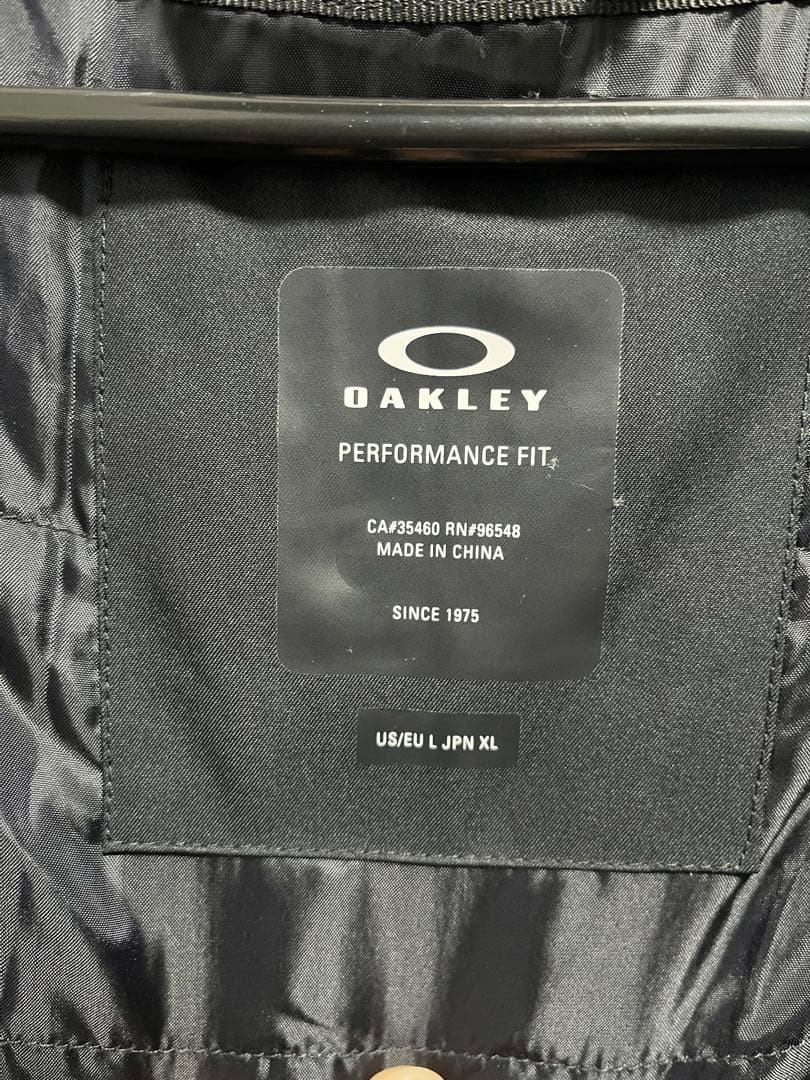 OAKLEY
PERFORMANCE FIT
CA#35460 RN#96548
MADE IN CHINA
SINCE 1975
US/EU L JPN XL